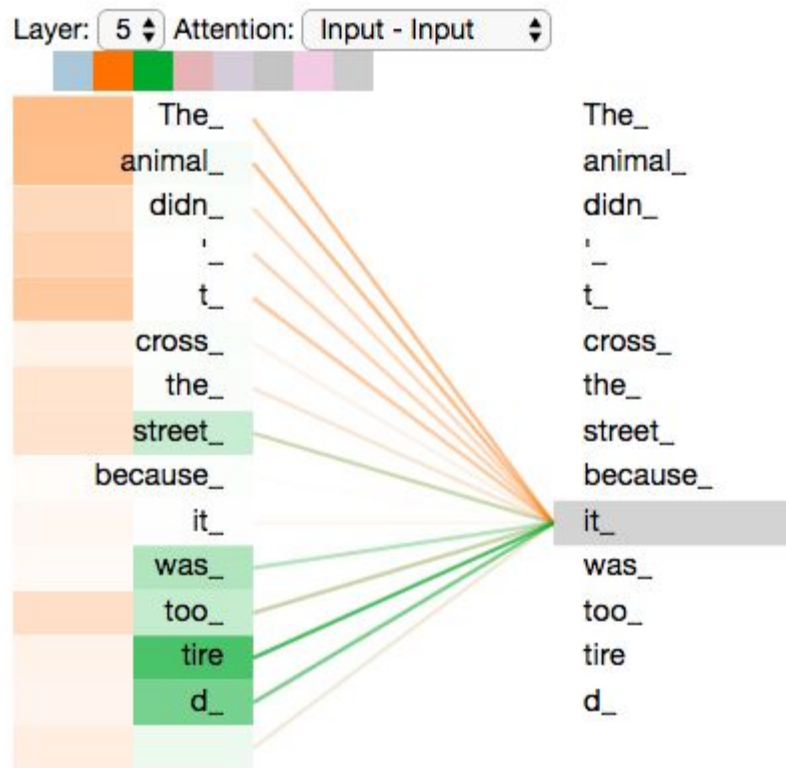 Layer: 5 Attention: Input - Input
The_ The_
animal_ animal_
didn_ didn_
'_ '_
t_ t_
cross_ cross_
the_ the_
street_ street_
because_ because_
it_ it_
was_ was_
too_ too_
tire tire
d_ d_